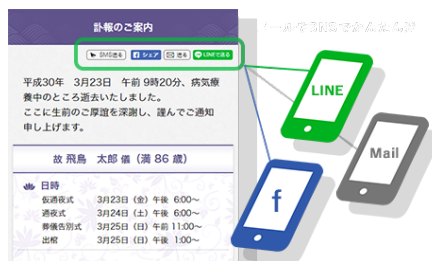 訃報のご案内
SMS送る シェア 送る LINEで送る
平成30年　3月23日　午前 9時20分、病気療
養中のところ逝去いたしました。
ここに生前のご厚誼を深謝し、謹んでご通知
申し上げます。
故 飛鳥　太郎 儀（満 86 歳）
日時
仮通夜式　3月23日（金）午後 6:00～
通夜式　3月24日（土）午後 6:00～
葬儀告別式　3月25日（日）午前 11:00～
出棺　3月25日（日）午後 1:00～
LINE
Mail
f